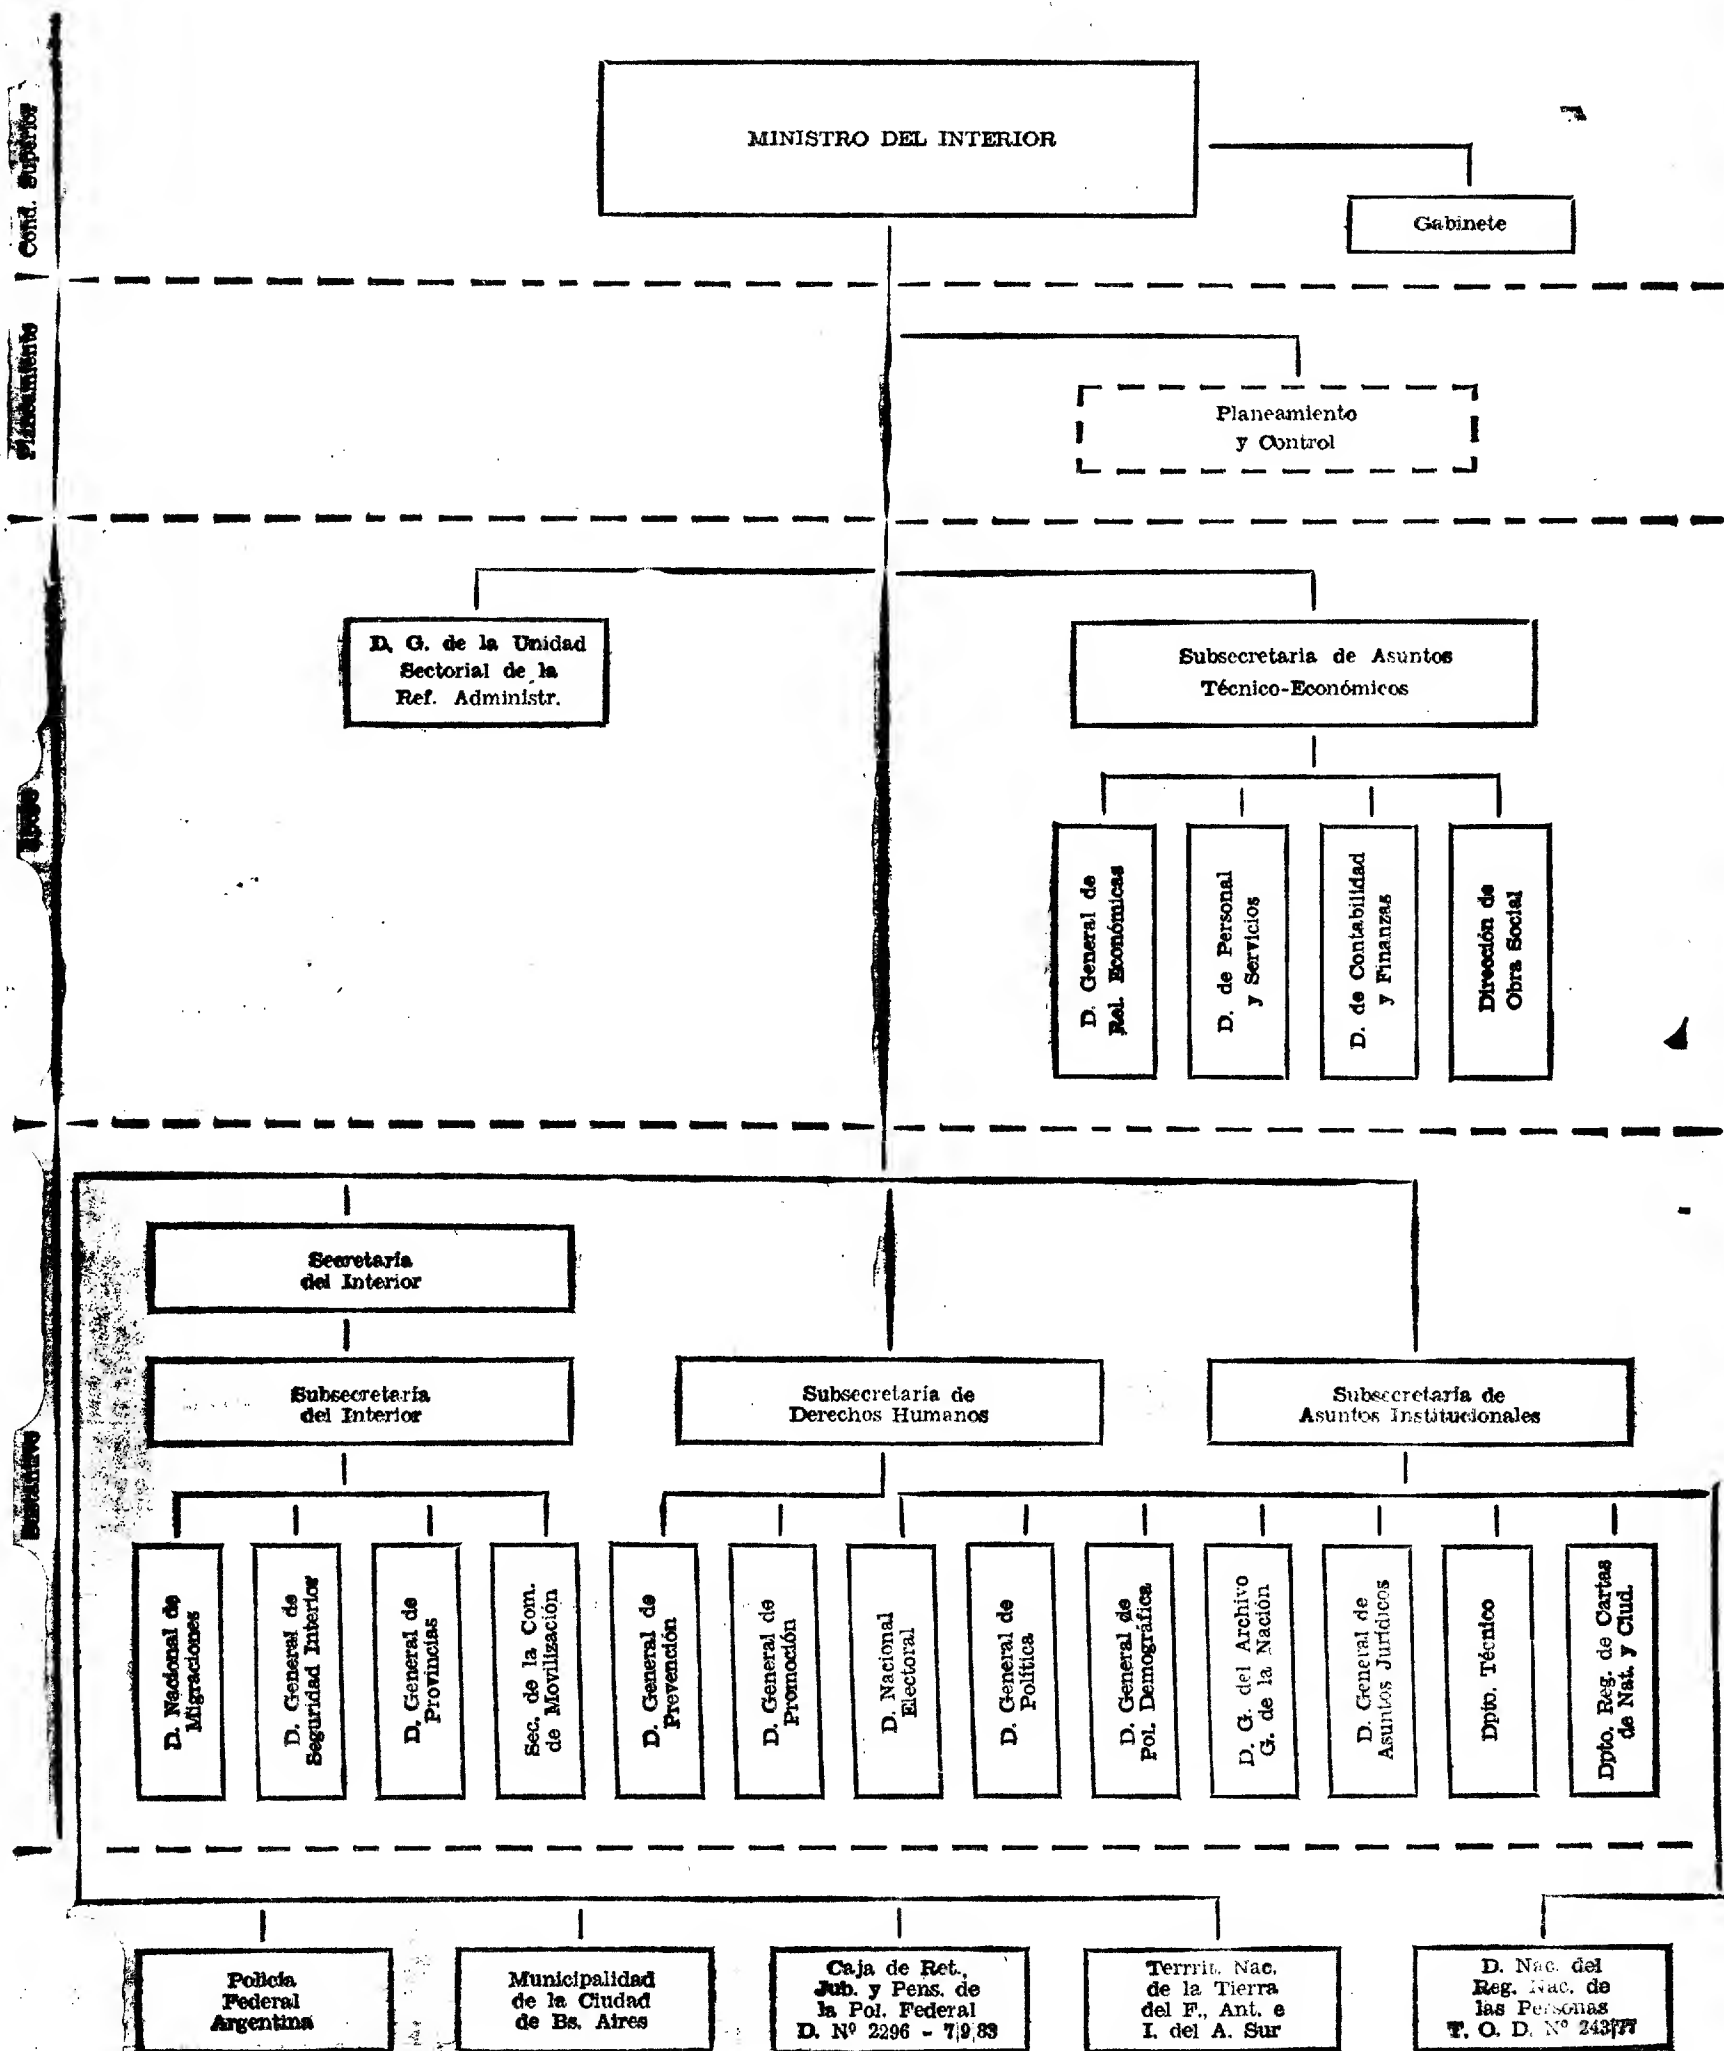 Cond. Superior
MINISTRO DEL INTERIOR
Gabinete
Planeamiento
Planeamiento
y Control
D. G. de la Unidad
Sectorial de la
Ref. Administr.
Subsecretaria de Asuntos
Técnico-Económicos
D. General de
Rel. Económicas
D. de Personal
y Servicios
D. de Contabilidad
y Finanzas
Dirección de
Obra Social
Secretaría
del Interior
Subsecretaría
del Interior
Subsecretaría de
Derechos Humanos
Subsecretaría de
Asuntos Institucionales
Sustantivo
D. Nacional de
Migraciones
D. General de
Seguridad Interior
D. General de
Provincias
Sec. de la Com.
de Movilización
D. General de
Prevención
D. General de
Promoción
D. Nacional
Electoral
D. General de
Política
D. General de
Pol. Demográfica
D. G. del Archivo
G. de la Nación
D. General de
Asuntos Jurídicos
Dpto. Técnico
Dpto. Reg. de Cartas
de Nat. y Ciud.
Policía
Federal
Argentina
Municipalidad
de la Ciudad
de Bs. Aires
Caja de Ret.,
Jub. y Pens. de
la Pol. Federal
D. Nº 2296 - 7|9|83
Terrrit. Nac.
de la Tierra
del F., Ant. e
I. del A. Sur
D. Nac. del
Reg. Nac. de
las Personas
T. O. D. Nº 243|77